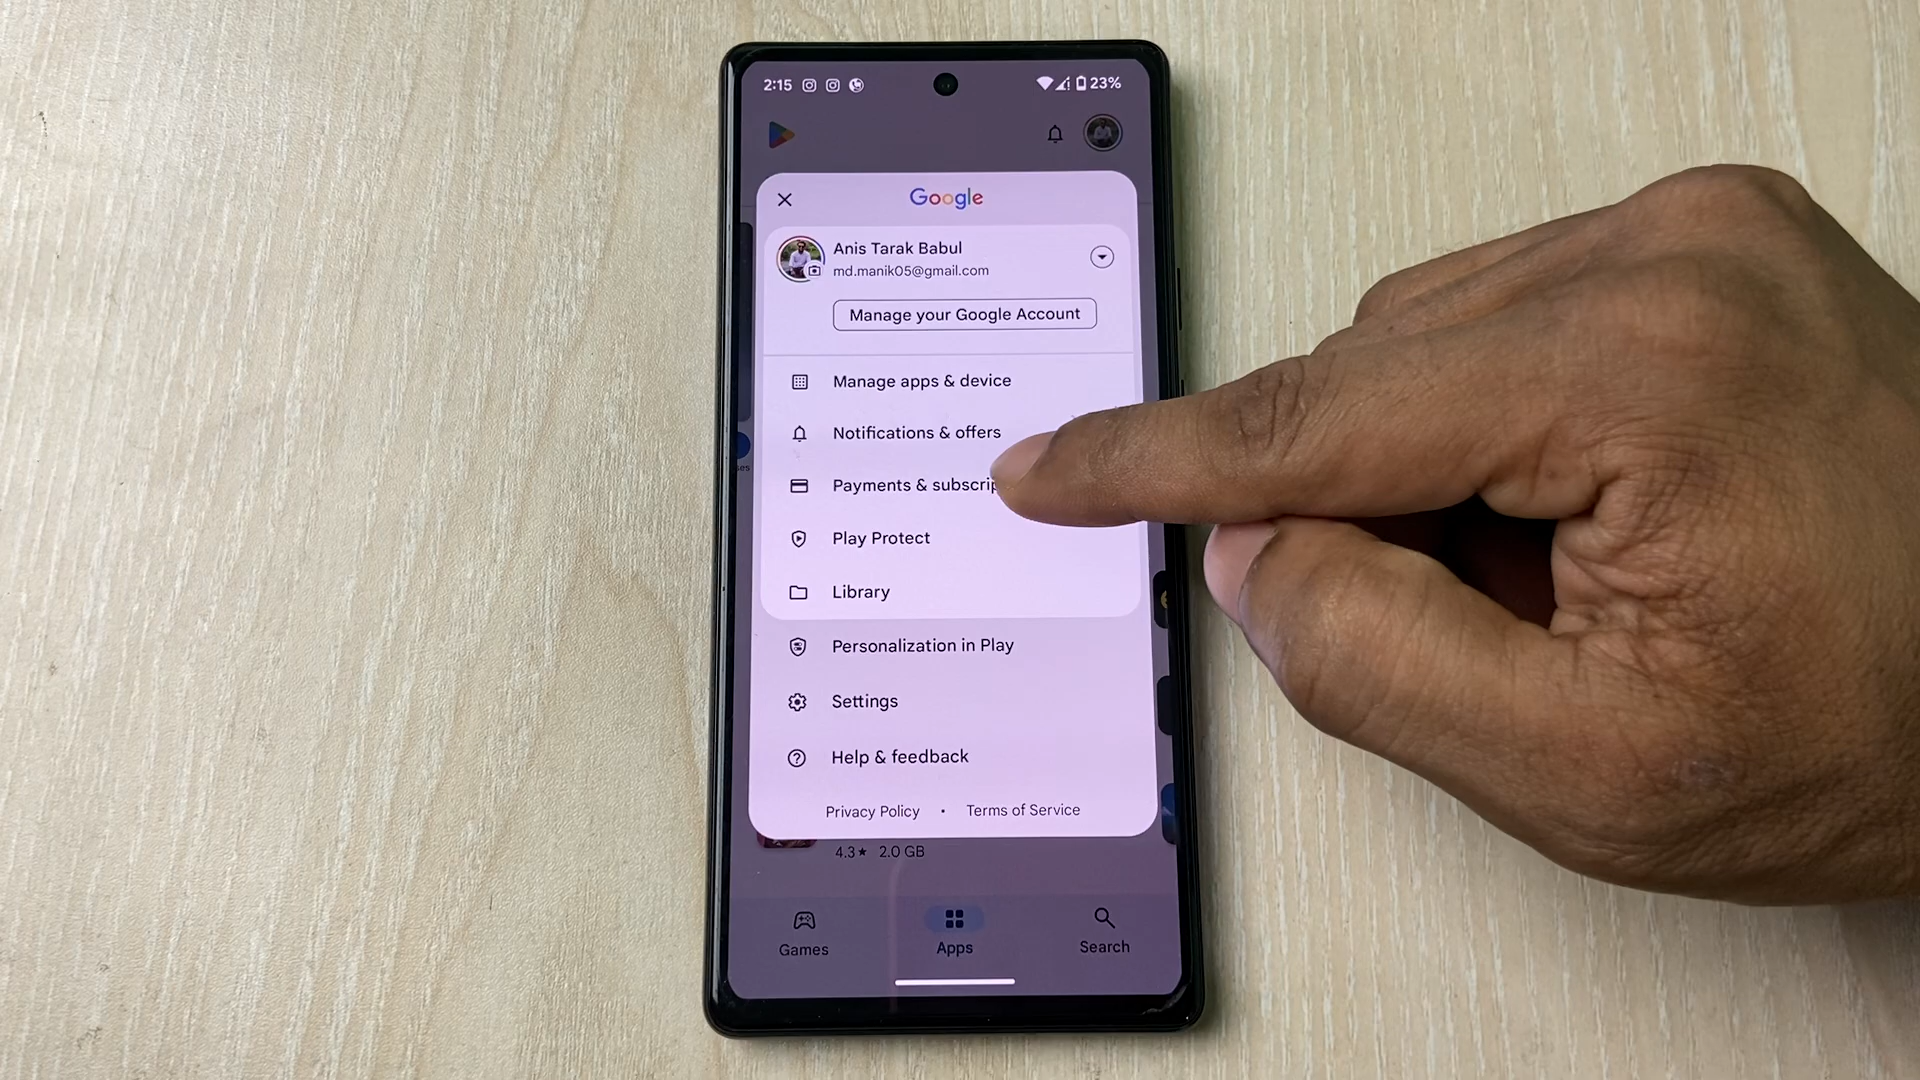 2:15 23%
Google
Anis Tarak Babul
md.manik05@gmail.com
Manage your Google Account
Manage apps & device
Notifications & offers
Payments & subscrip
Play Protect
Library
Personalization in Play
Settings
Help & feedback
Privacy Policy • Terms of Service
4.3★ 2.0 GB
Games Apps Search